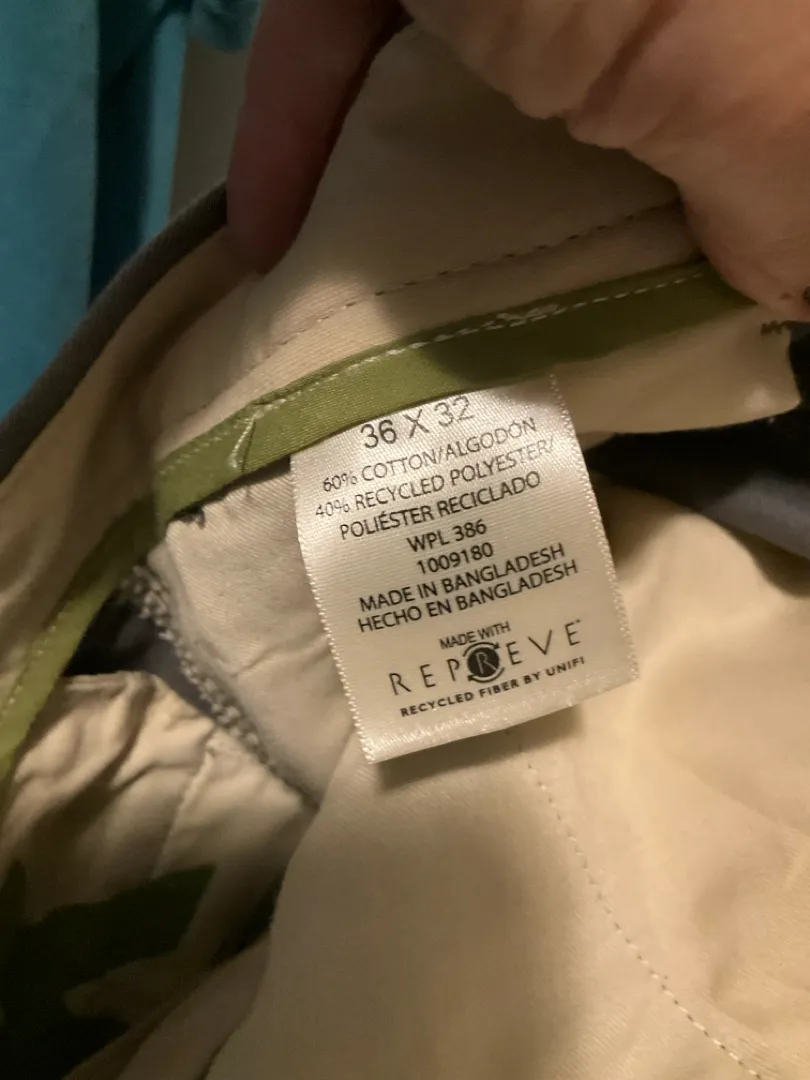 36 X 32
60% COTTON/ALGODÓN
40% RECYCLED POLYESTER/
POLIÉSTER RECICLADO
WPL 386
1009180
MADE IN BANGLADESH
HECHO EN BANGLADESH
MADE WITH
REPREVE
RECYCLED FIBER BY UNIFI